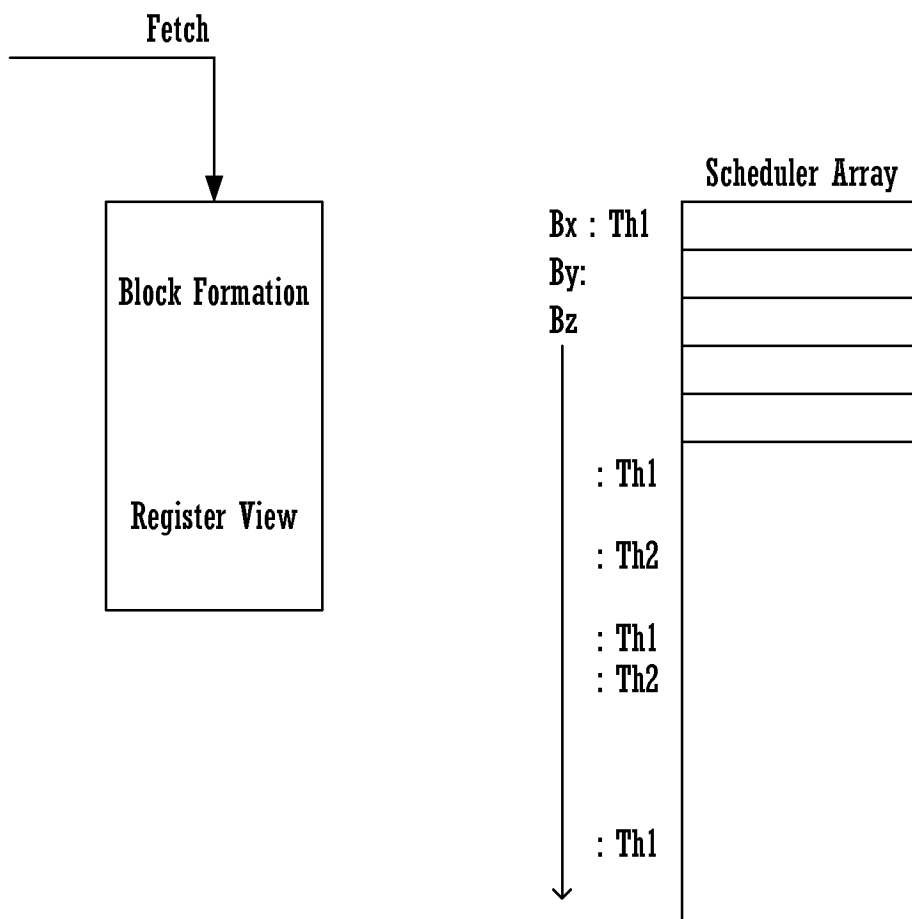 Fetch
Block Formation
Register View
Scheduler Array
Bx : Th1
By:
Bz
: Th1
: Th2
: Th1
: Th2
: Th1